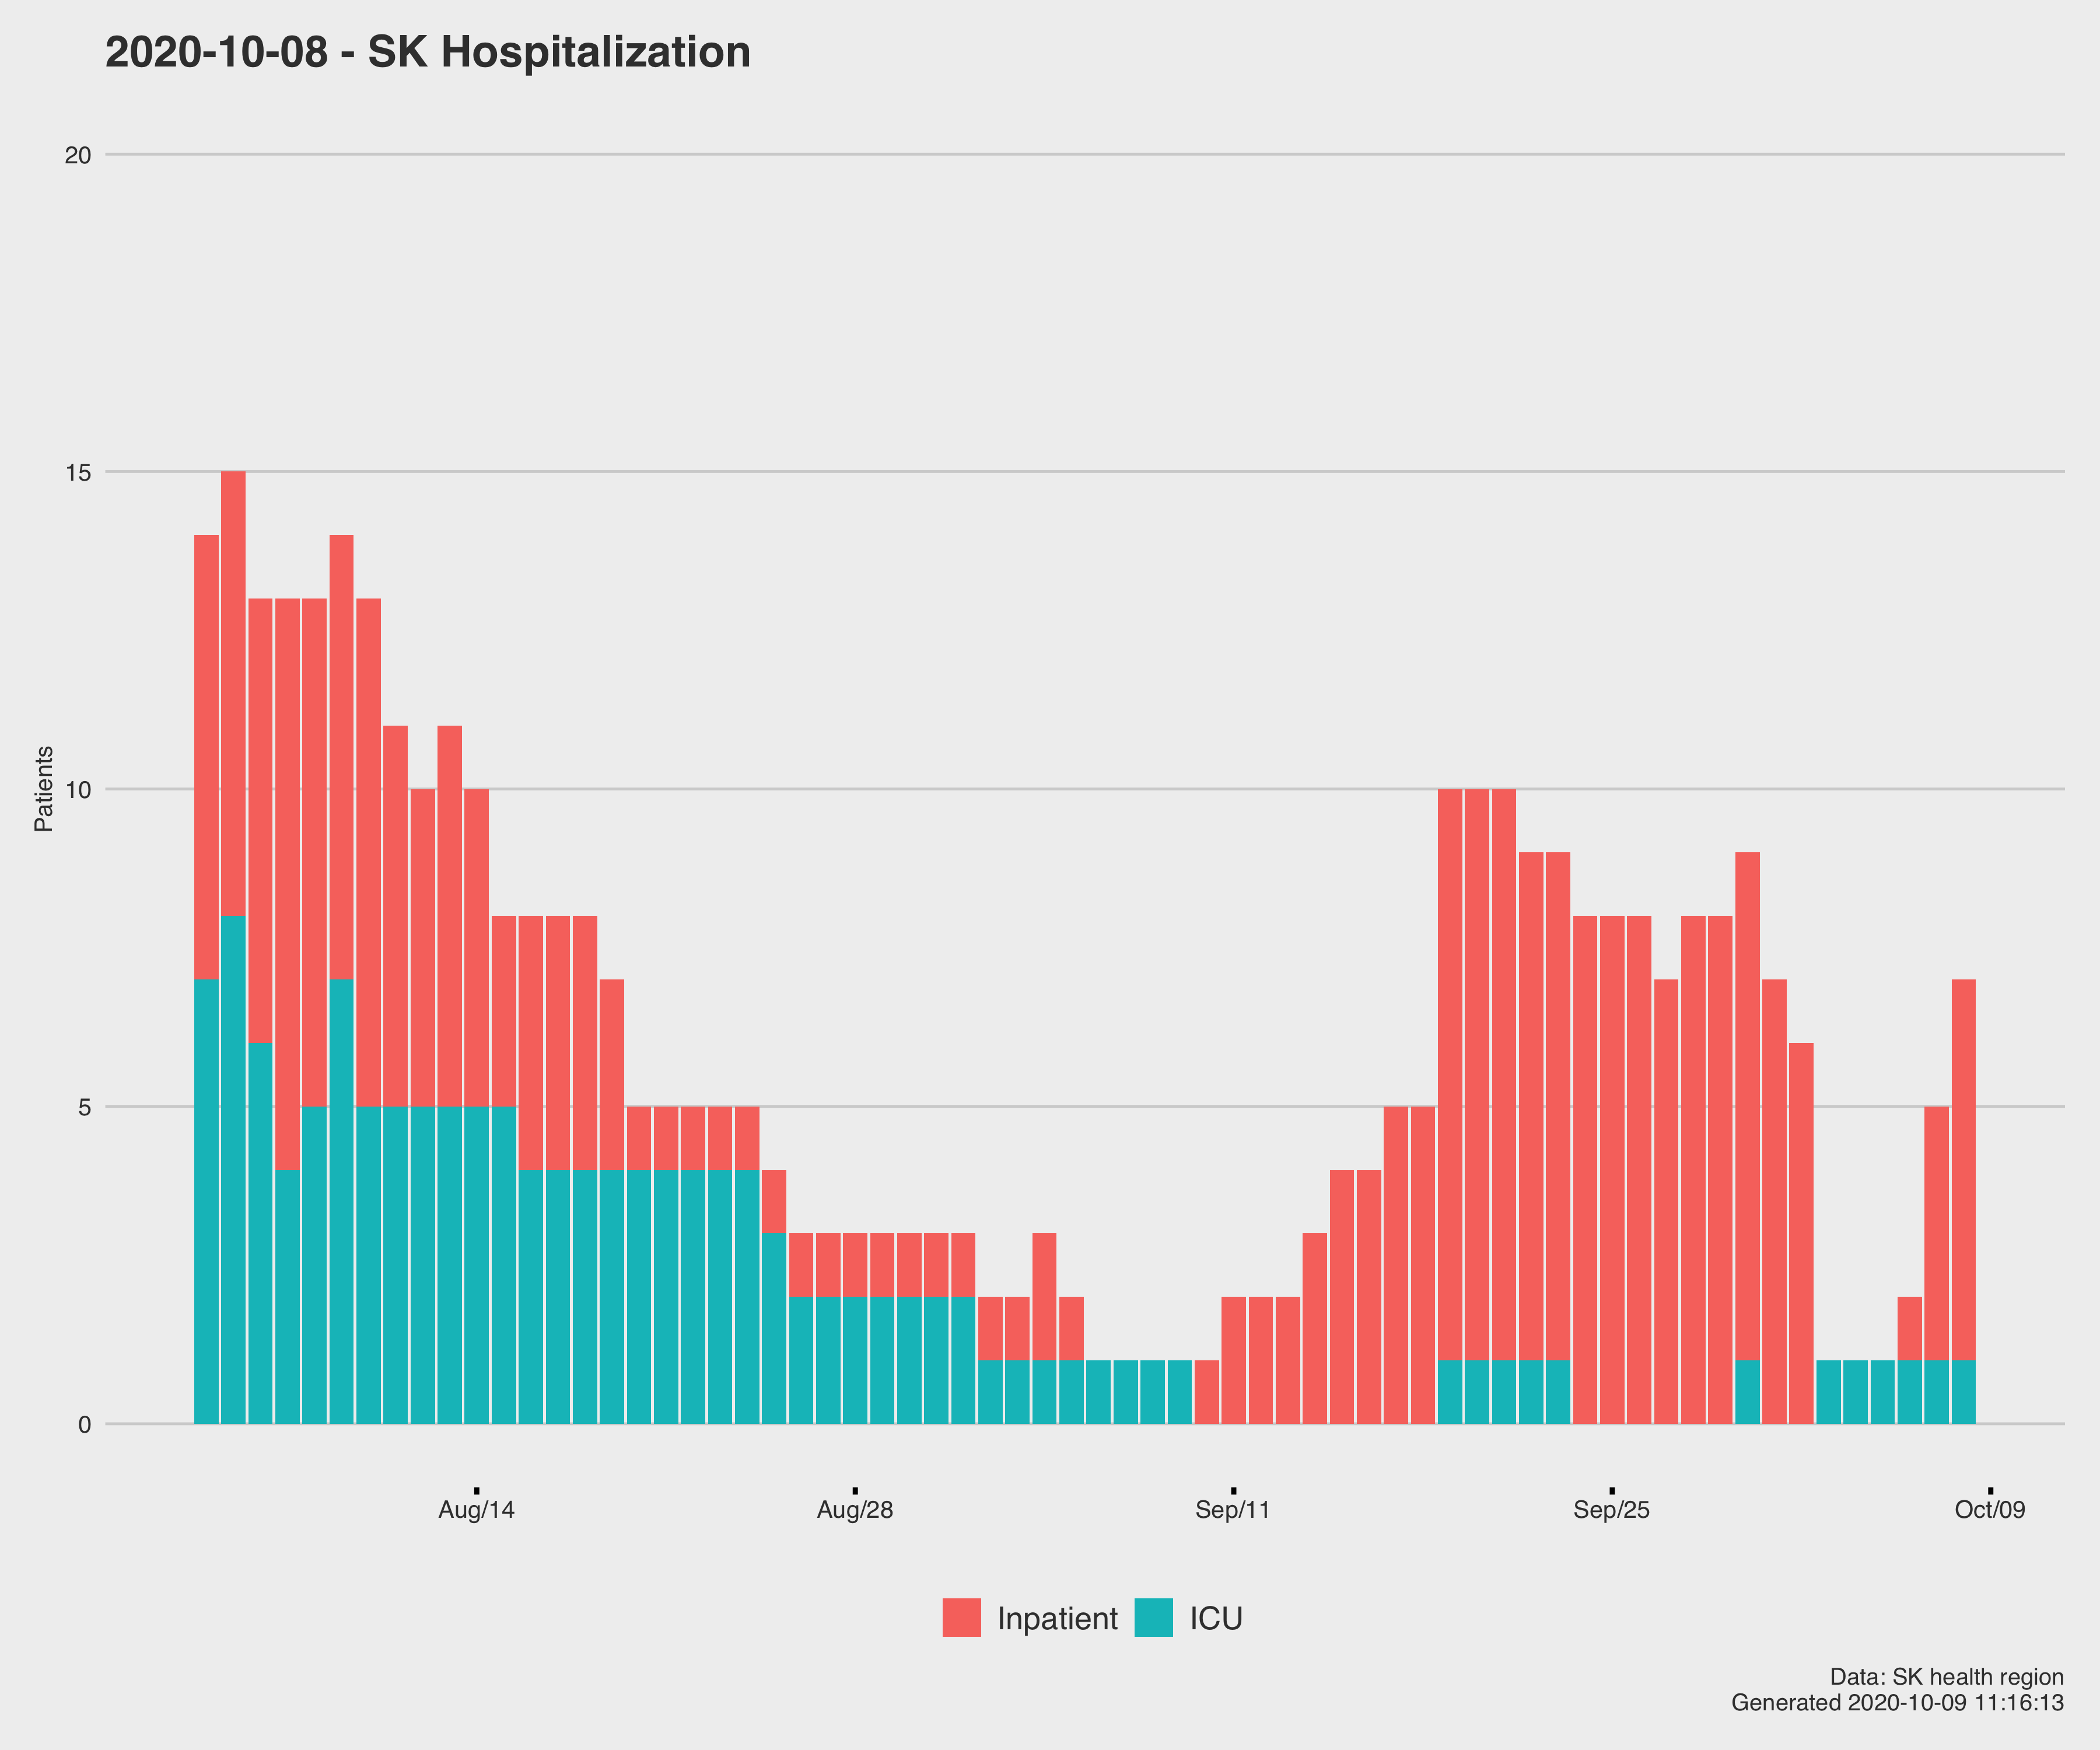 2020-10-08 - SK Hospitalization
20
15
10
5
0
Patients
Aug/14 Aug/28 Sep/11 Sep/25 Oct/09
Inpatient ICU
Data: SK health region
Generated 2020-10-09 11:16:13